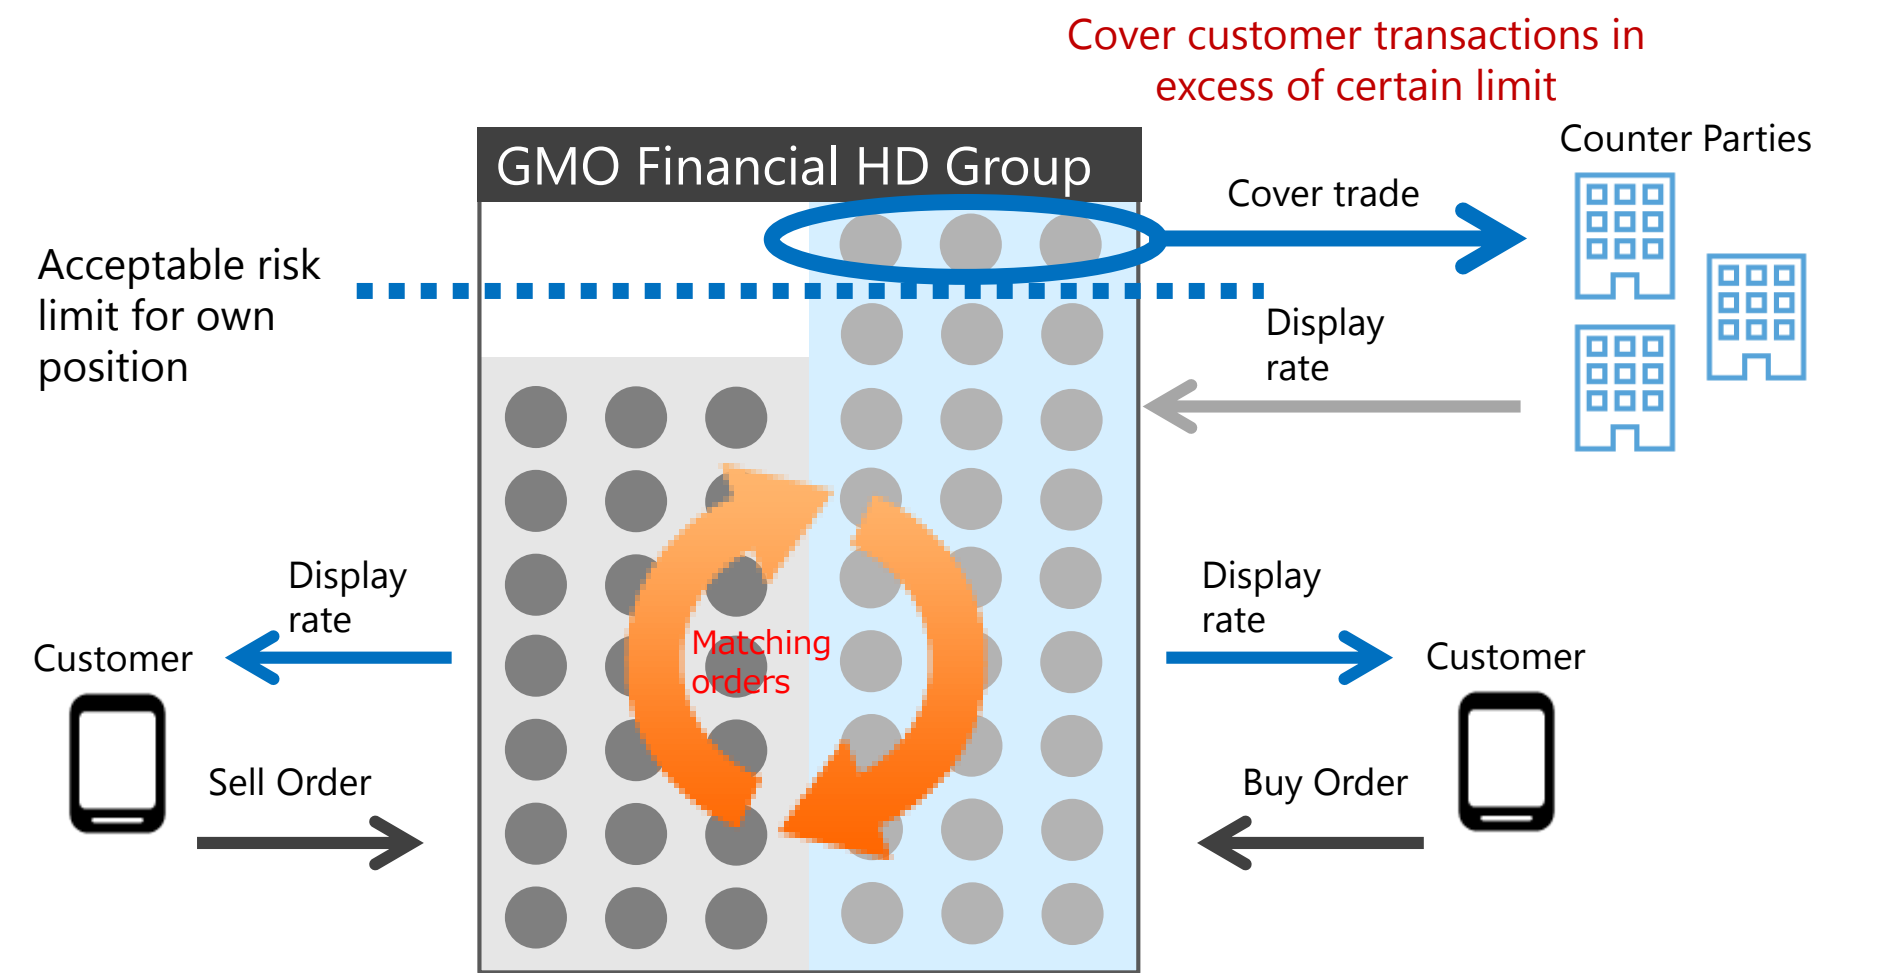 Cover customer transactions in
excess of certain limit
Counter Parties
GMO Financial HD Group
Cover trade
Acceptable risk
limit for own
position
Display
rate
Display
rate
Customer
Sell Order
Matching
orders
Display
rate
Customer
Buy Order